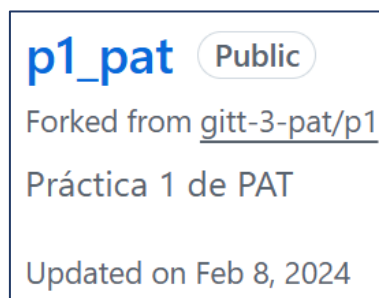 p1_pat Public
Forked from gitt-3-pat/p1
Práctica 1 de PAT
Updated on Feb 8, 2024